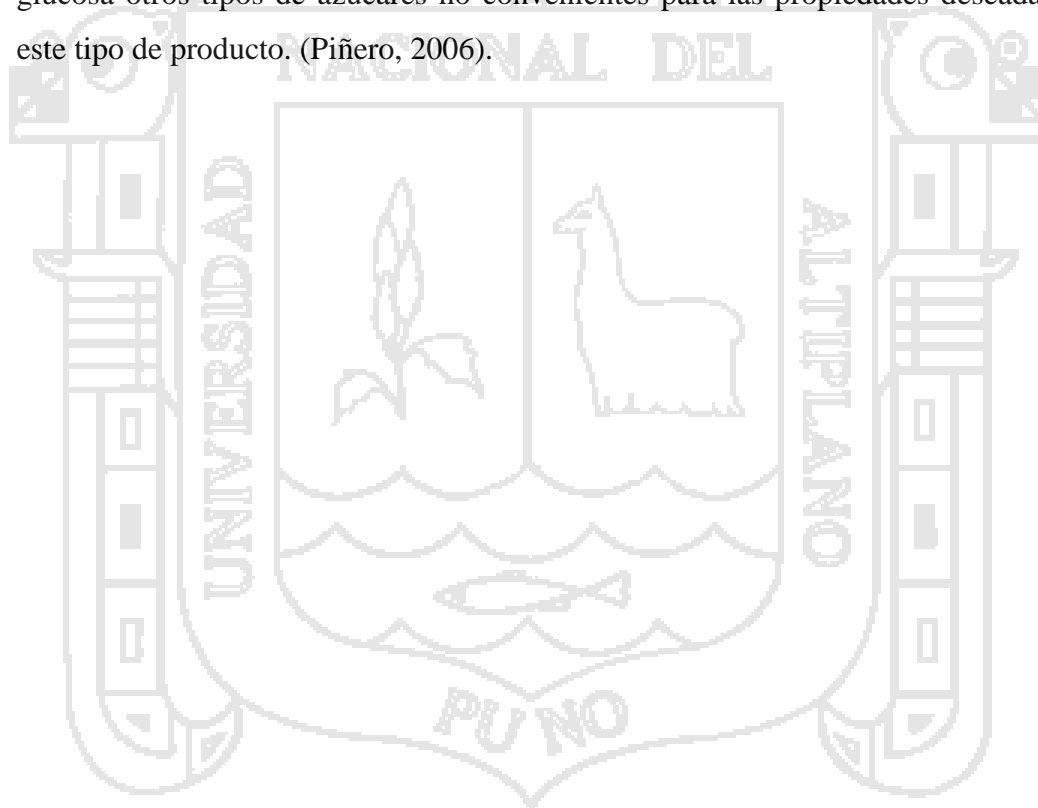 glucosa otros tipos de azúcares no convenientes para las propiedades
este tipo de producto. (Piñero, 2006).
NACIONAL DEL
UNIVERSIDAD
ALTIPLANO
PUNO